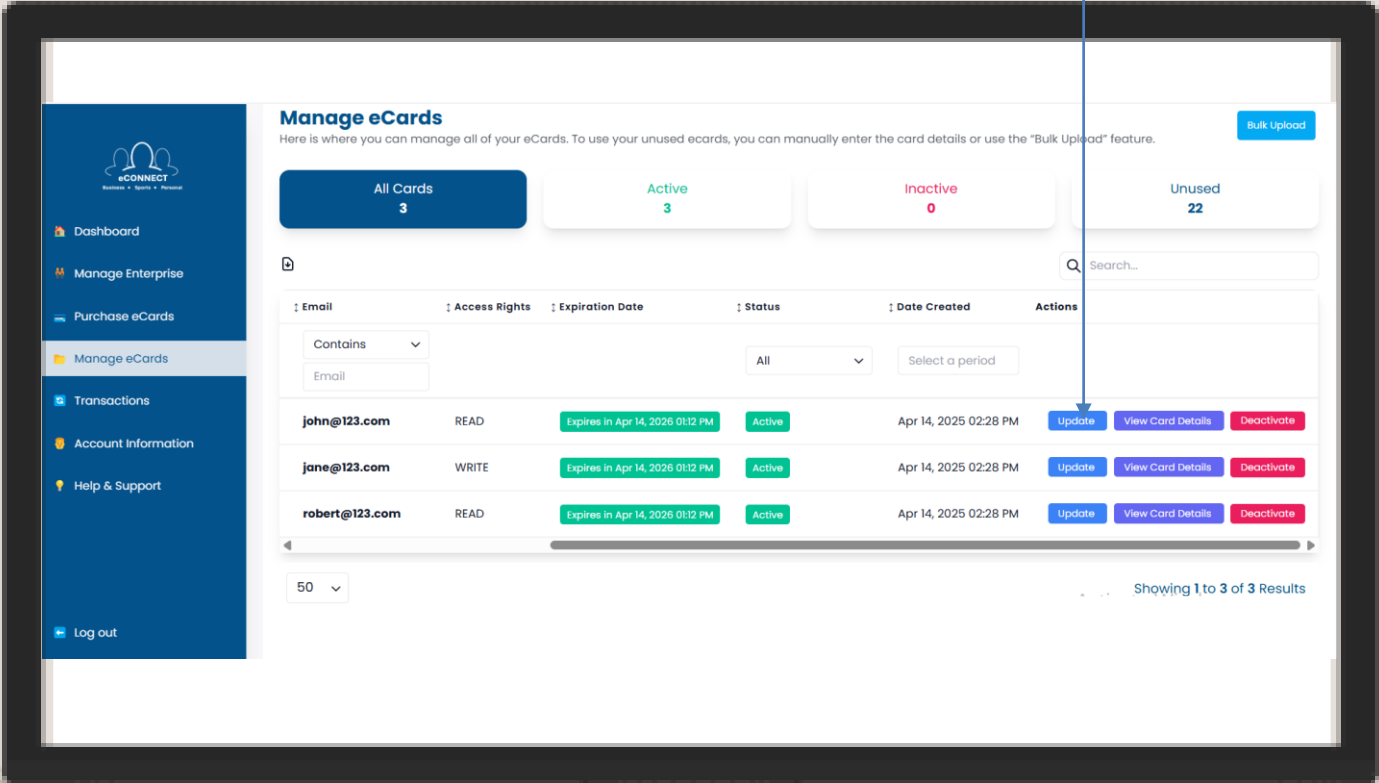 Manage eCards
Here is where you can manage all of your eCards. To use your unused ecards, you can manually enter the card details or use the “Bulk Upload” feature.
Bulk Upload
eCONNECT
Business • Sports • Personal
All Cards
3
Active
3
Inactive
0
Unused
22
Dashboard
Manage Enterprise
Purchase eCards
Manage eCards
Transactions
Account Information
Help & Support
Log out
Search...
Email Access Rights Expiration Date Status Date Created Actions
Contains
Email
All
Select a period
john@123.com READ Expires in Apr 14, 2026 01:12 PM Active Apr 14, 2025 02:28 PM Update View Card Details Deactivate
jane@123.com WRITE Expires in Apr 14, 2026 01:12 PM Active Apr 14, 2025 02:28 PM Update View Card Details Deactivate
robert@123.com READ Expires in Apr 14, 2026 01:12 PM Active Apr 14, 2025 02:28 PM Update View Card Details Deactivate
50
Showing 1 to 3 of 3 Results